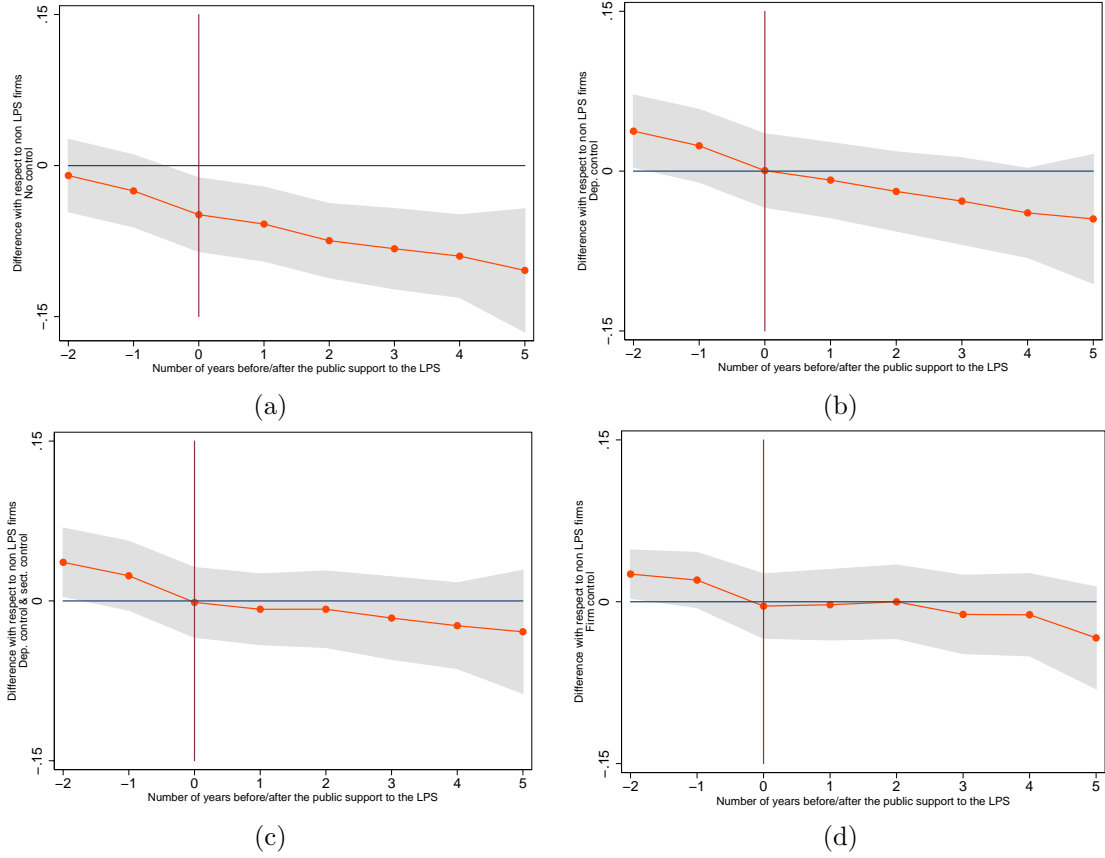 Difference with respect to non LPS firms
No control
.15
0
−.15
−2 −1 0 1 2 3 4 5
Number of years before/after the public support to the LPS
(a)
Difference with respect to non LPS firms
Dep. control
.15
0
−.15
−2 −1 0 1 2 3 4 5
Number of years before/after the public support to the LPS
(b)
Difference with respect to non LPS firms
Dep. control & sect. control
.15
0
−.15
−2 −1 0 1 2 3 4 5
Number of years before/after the public support to the LPS
(c)
Difference with respect to non LPS firms
Firm control
.15
0
−.15
−2 −1 0 1 2 3 4 5
Number of years before/after the public support to the LPS
(d)